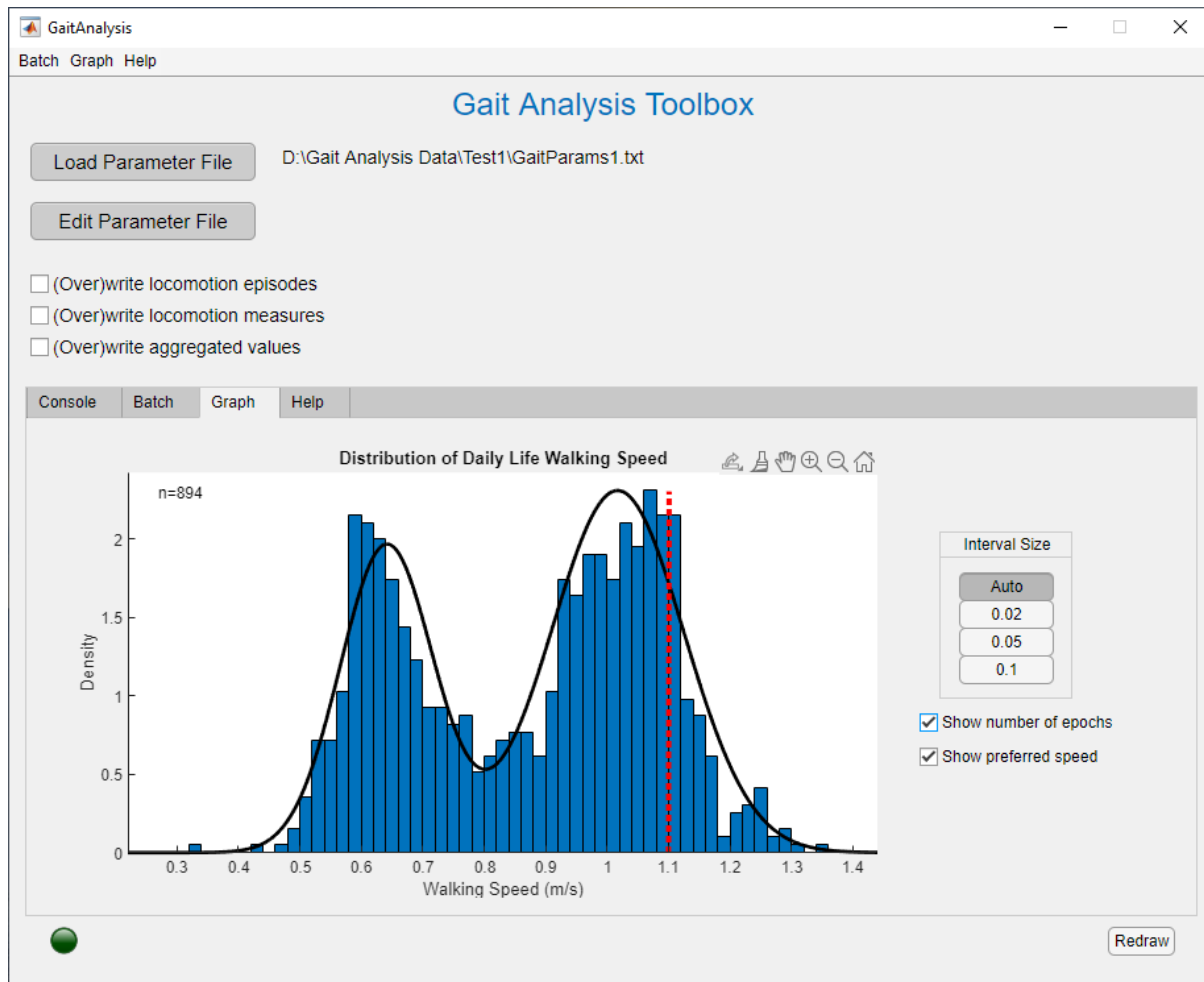 GaitAnalysis
Batch Graph Help
Gait Analysis Toolbox
Load Parameter File
D:\Gait Analysis Data\Test1\GaitParams1.txt
Edit Parameter File
(Over)write locomotion episodes
(Over)write locomotion measures
(Over)write aggregated values
Console Batch Graph Help
Distribution of Daily Life Walking Speed
n=894
2
1.5
1
0.5
0
Density
0.3 0.4 0.5 0.6 0.7 0.8 0.9 1 1.1 1.2 1.3 1.4
Walking Speed (m/s)
Interval Size
Auto
0.02
0.05
0.1
Show number of epochs
Show preferred speed
Redraw